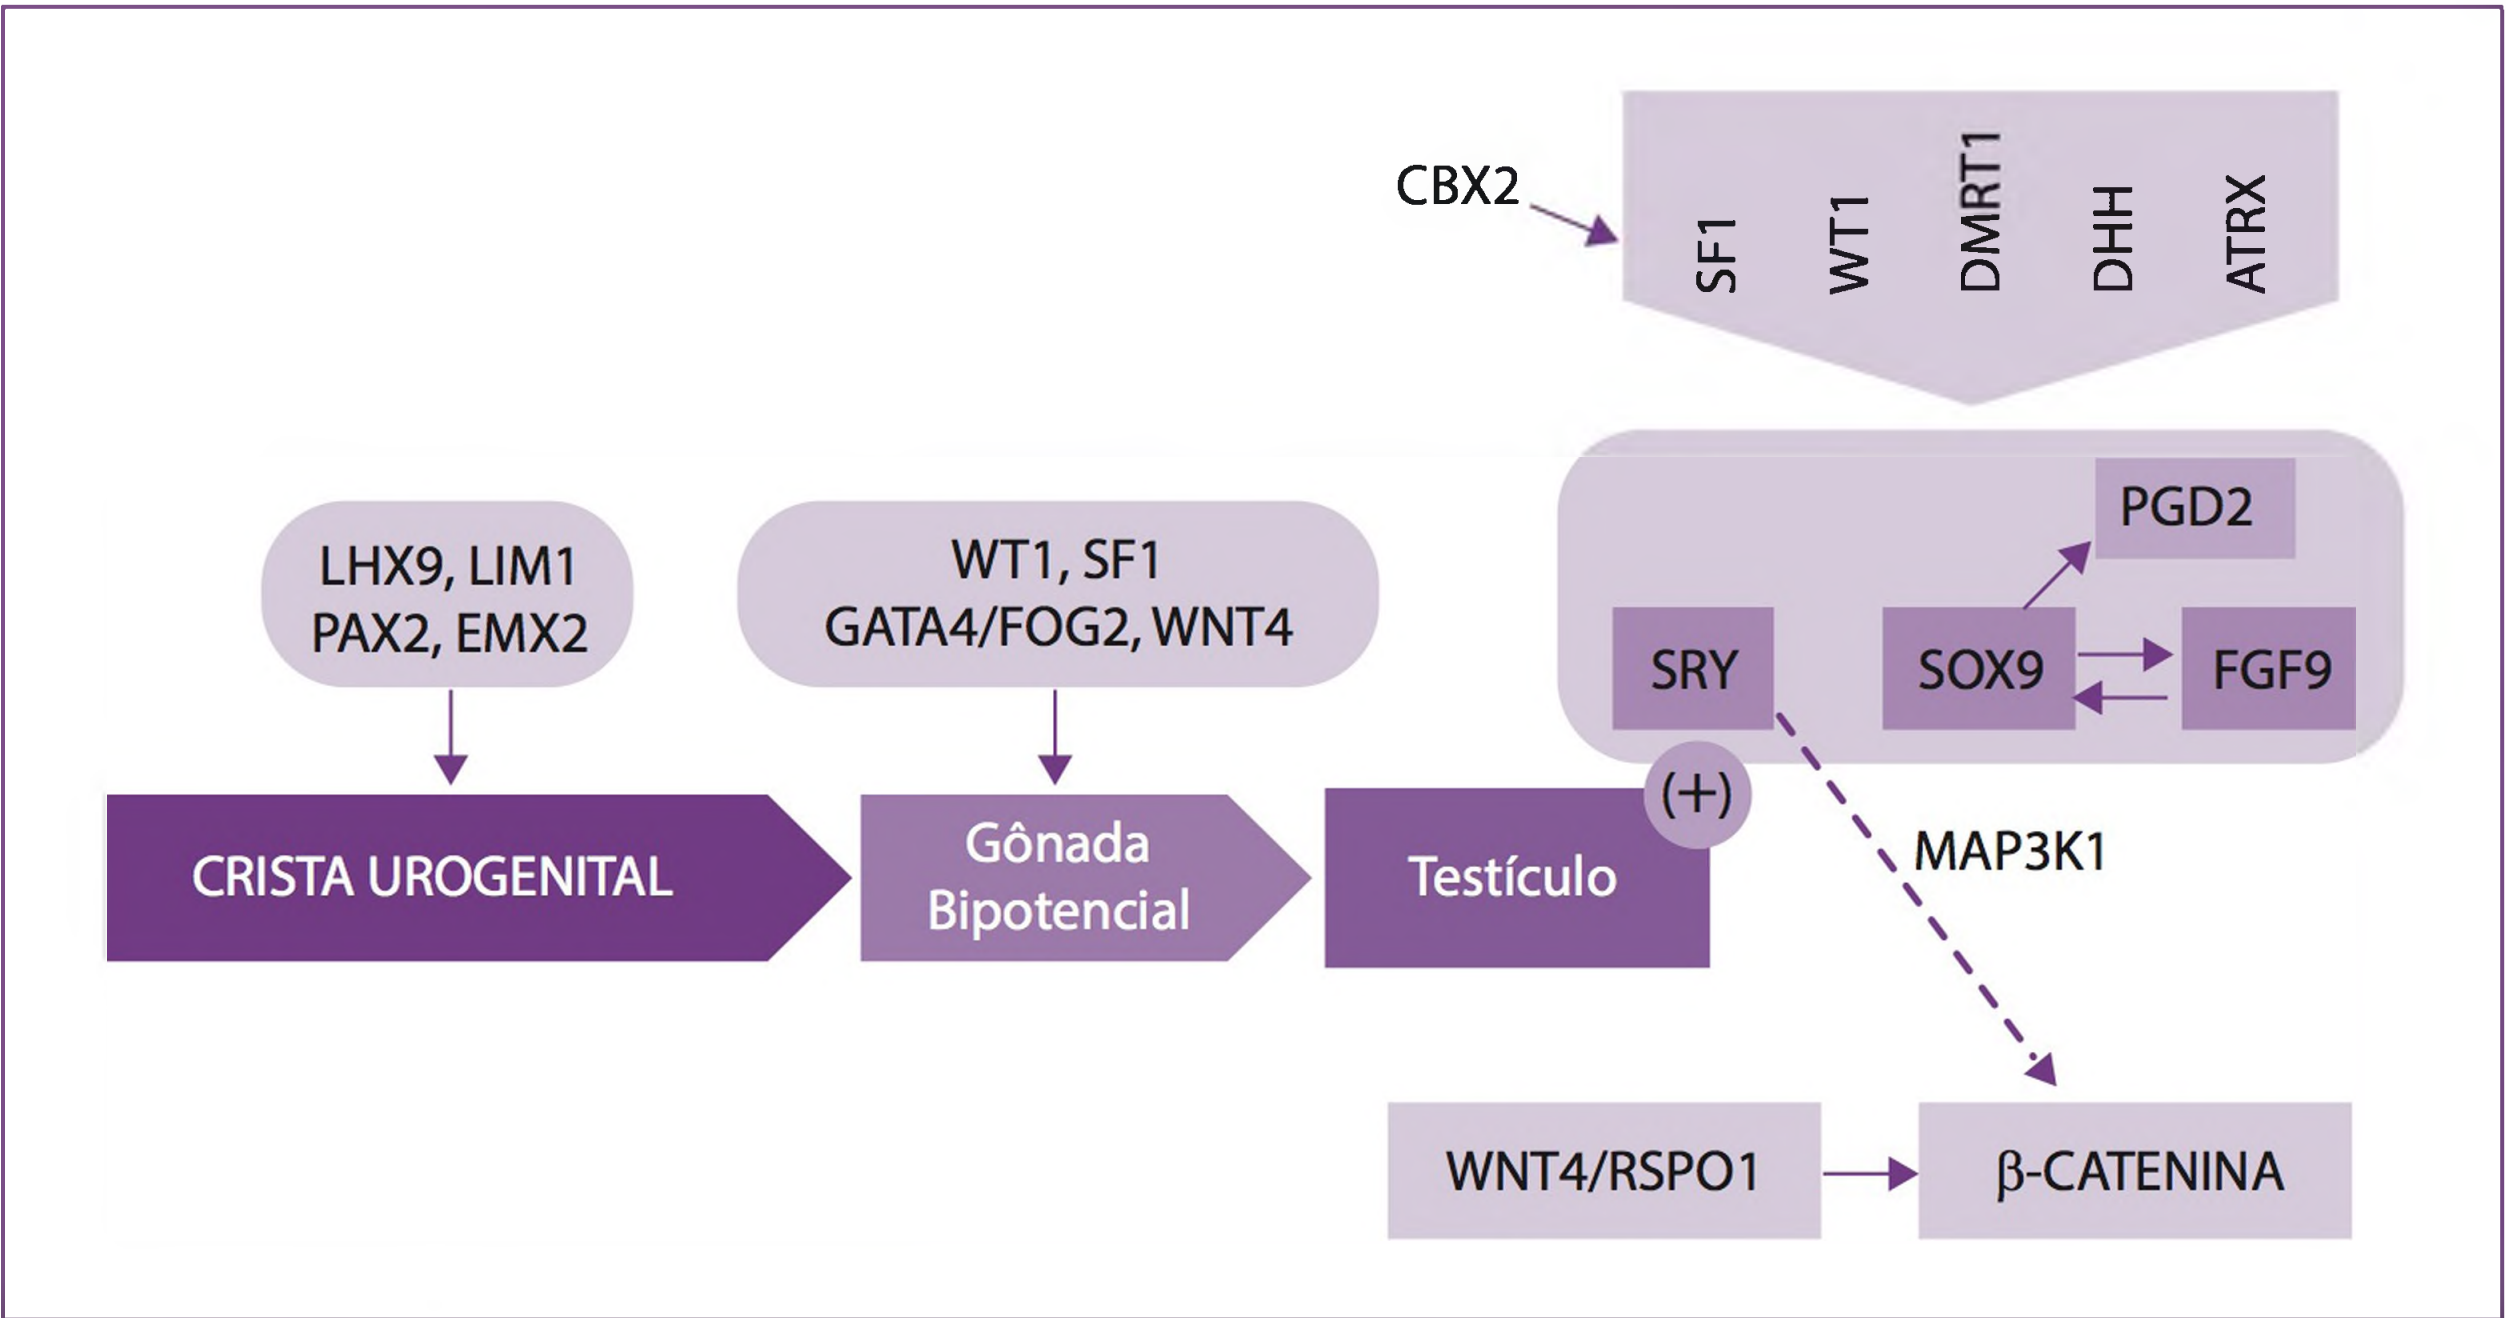 CBX2
SF1
WT1
DMRT1
DHH
ATRX
LHX9, LIM1
PAX2, EMX2
WT1, SF1
GATA4/FOG2, WNT4
PGD2
SRY
SOX9
FGF9
(+)
CRISTA UROGENITAL
Gônada
Bipotencial
Testículo
MAP3K1
WNT4/RSPO1
β-CATENINA